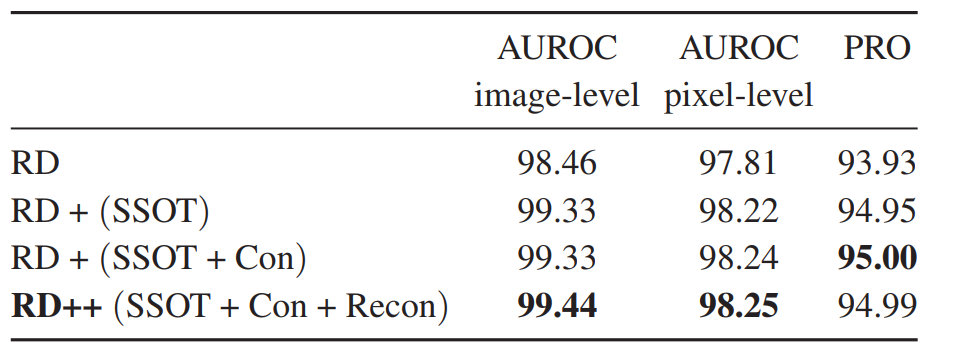 AUROC AUROC PRO
image-level pixel-level
RD 98.46 97.81 93.93
RD + (SSOT) 99.33 98.22 94.95
RD + (SSOT + Con) 99.33 98.24 95.00
RD++ (SSOT + Con + Recon) 99.44 98.25 94.99